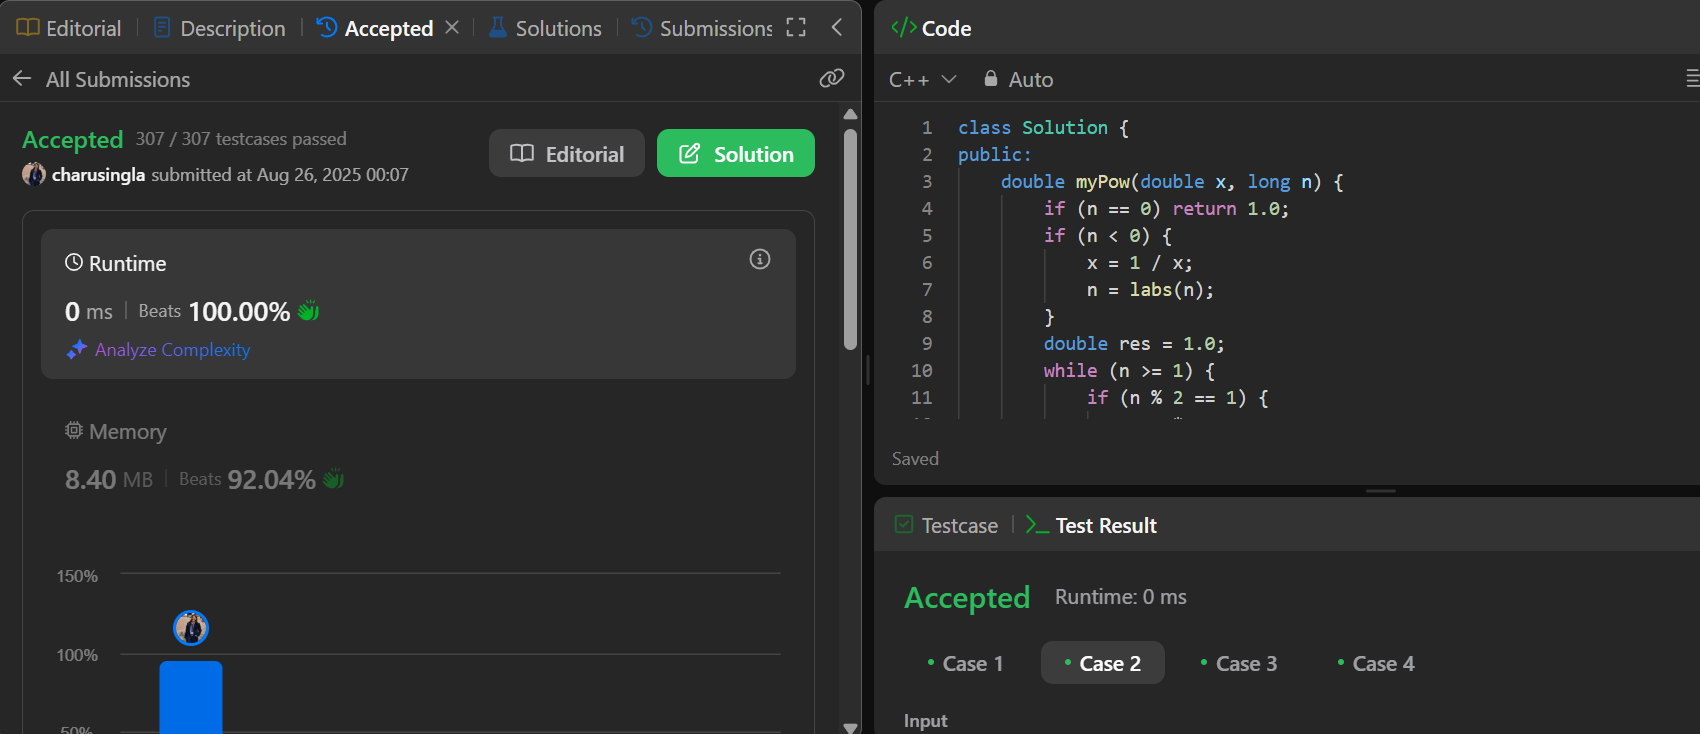 Editorial | Description | Accepted | Solutions | Submissions
All Submissions
Accepted 307 / 307 testcases passed
charusingla submitted at Aug 26, 2025 00:07
Editorial
Solution
Runtime
0 ms | Beats 100.00%
Analyze Complexity
Memory
8.40 MB | Beats 92.04%
150%
100%
50%
</> Code
C++ Auto
1 class Solution {
2 public:
3 double myPow(double x, long n) {
4 if (n == 0) return 1.0;
5 if (n < 0) {
6 x = 1 / x;
7 n = labs(n);
8 }
9 double res = 1.0;
10 while (n >= 1) {
11 if (n % 2 == 1) {
Saved
Testcase | >_ Test Result
Accepted Runtime: 0 ms
• Case 1 • Case 2 • Case 3 • Case 4
Input